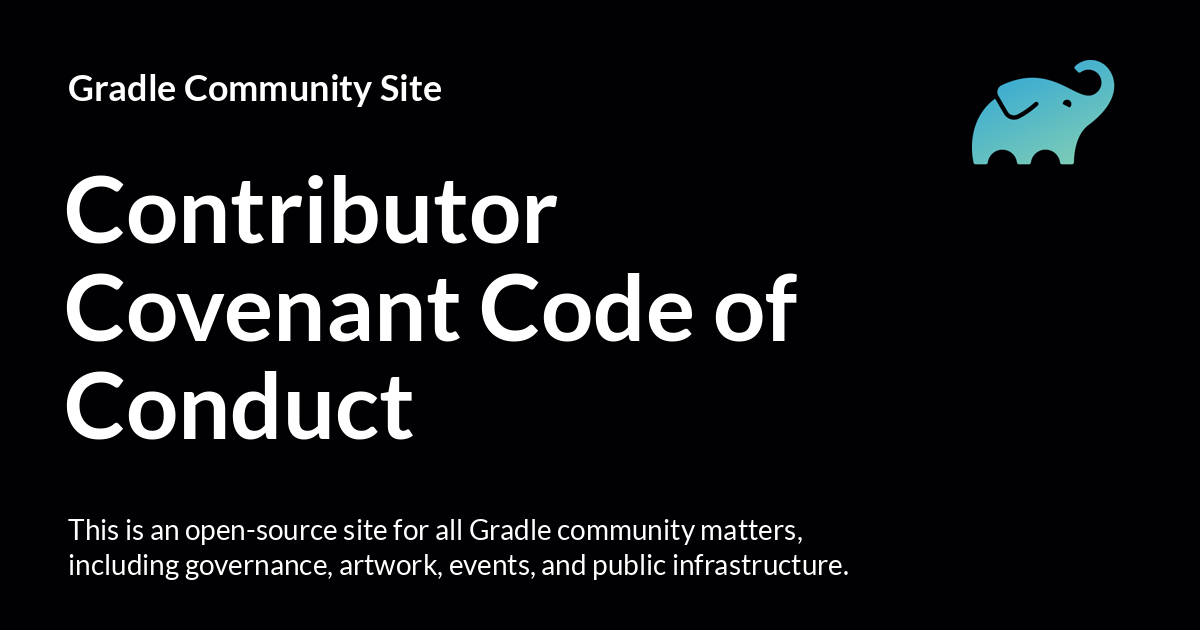 Gradle Community Site
Contributor
Covenant Code of
Conduct
This is an open-source site for all Gradle community matters,
including governance, artwork, events, and public infrastructure.